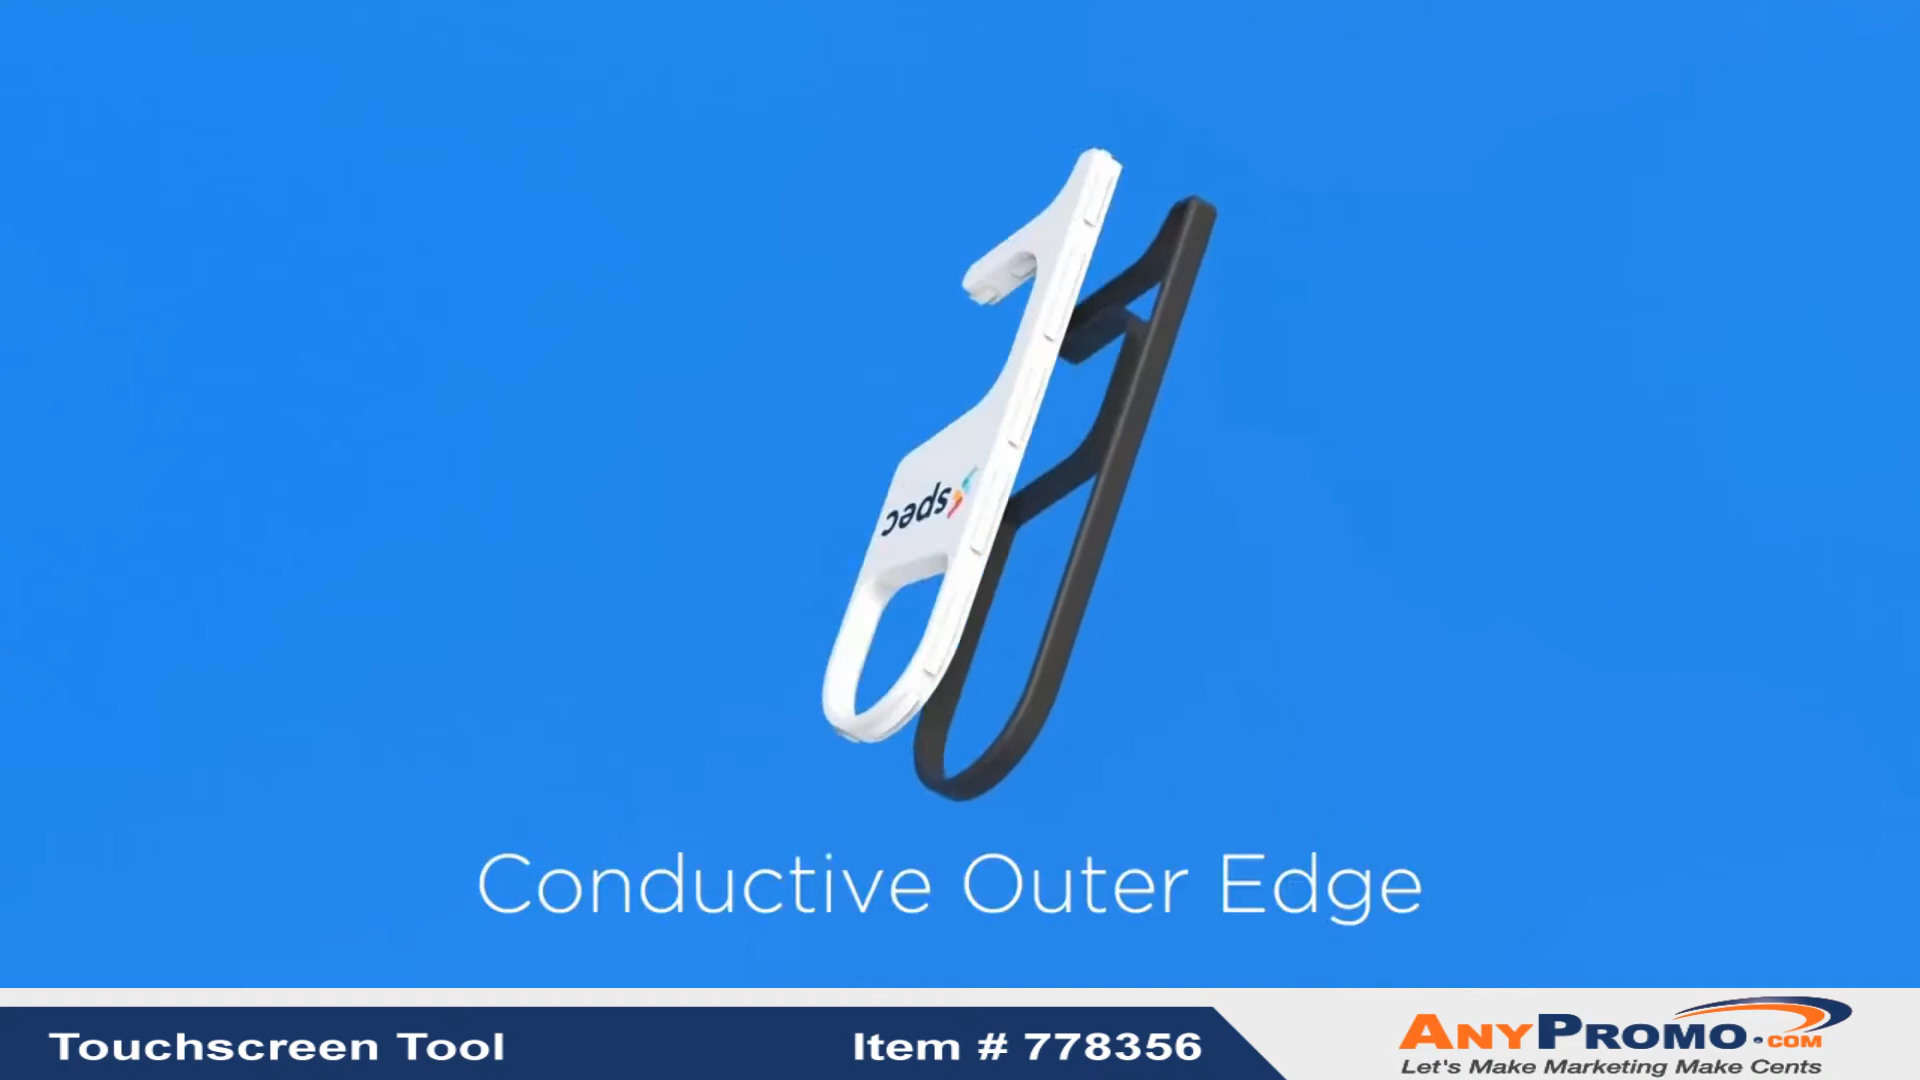 spec
Conductive Outer Edge
Touchscreen Tool
Item # 778356
ANYPROMO.COM
Let's Make Marketing Make Cents